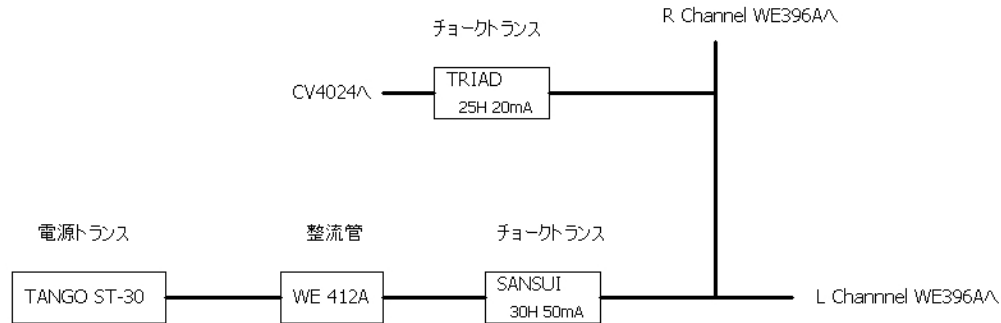 R Channel WE396Aへ
チョークトランス
CV4024へ
TRIAD
25H 20mA
電源トランス
整流管
チョークトランス
TANGO ST-30
WE 412A
SANSUI
30H 50mA
L Channnel WE396Aへ